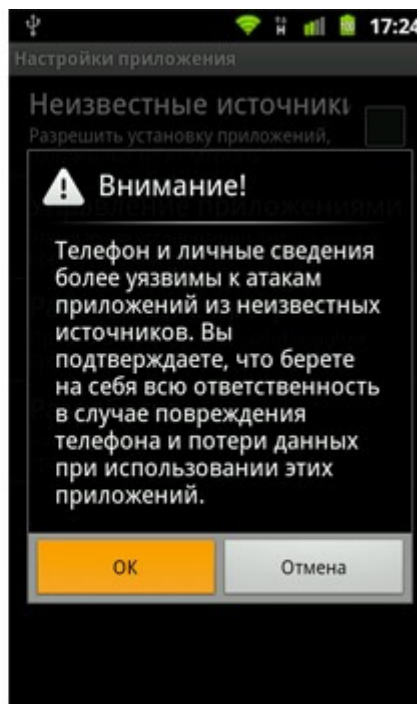 17:24
Настройки приложения
Неизвестные источники
Разрешить установку приложений,
Внимание!
Управление приложениями
Телефон и личные сведения
более уязвимы к атакам
приложений из неизвестных
источников. Вы
подтверждаете, что берете
на себя всю ответственность
в случае повреждения
телефона и потери данных
при использовании этих
приложений.
ОК
Отмена